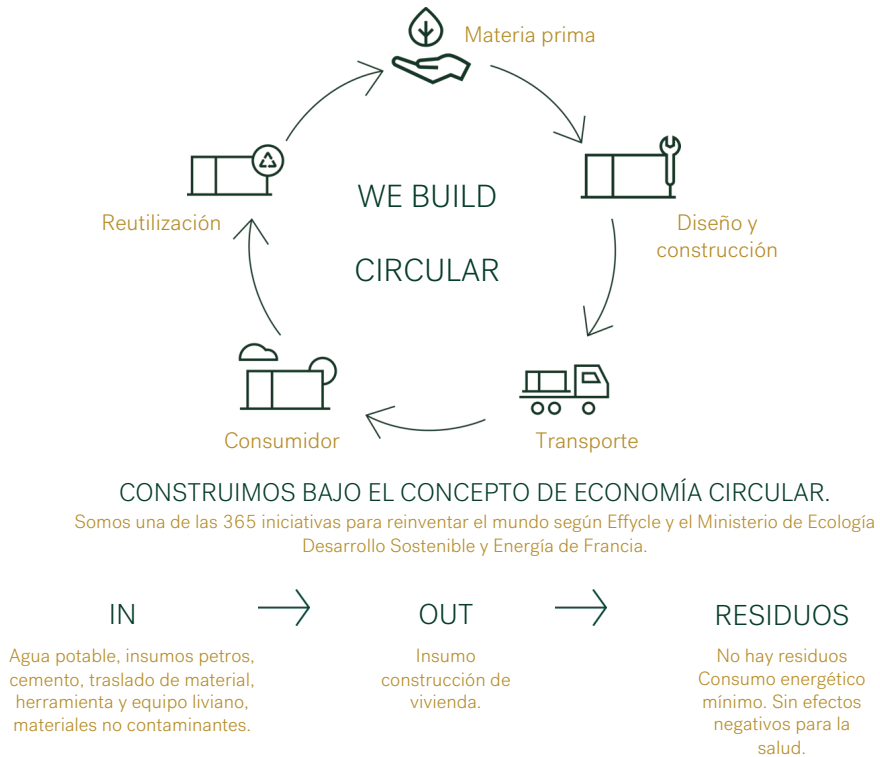 Materia prima
Reutilización
WE BUILD
CIRCULAR
Diseño y
construcción
Consumidor
Transporte
CONSTRUIMOS BAJO EL CONCEPTO DE ECONOMÍA CIRCULAR.
Somos una de las 365 iniciativas para reinventar el mundo según Effycle y el Ministerio de Ecología
Desarrollo Sostenible y Energía de Francia.
IN
Agua potable, insumos petros,
cemento, traslado de material,
herramienta y equipo liviano,
materiales no contaminantes.
OUT
Insumo
construcción de
vivienda.
RESIDUOS
No hay residuos
Consumo energético
mínimo. Sin efectos
negativos para la
salud.